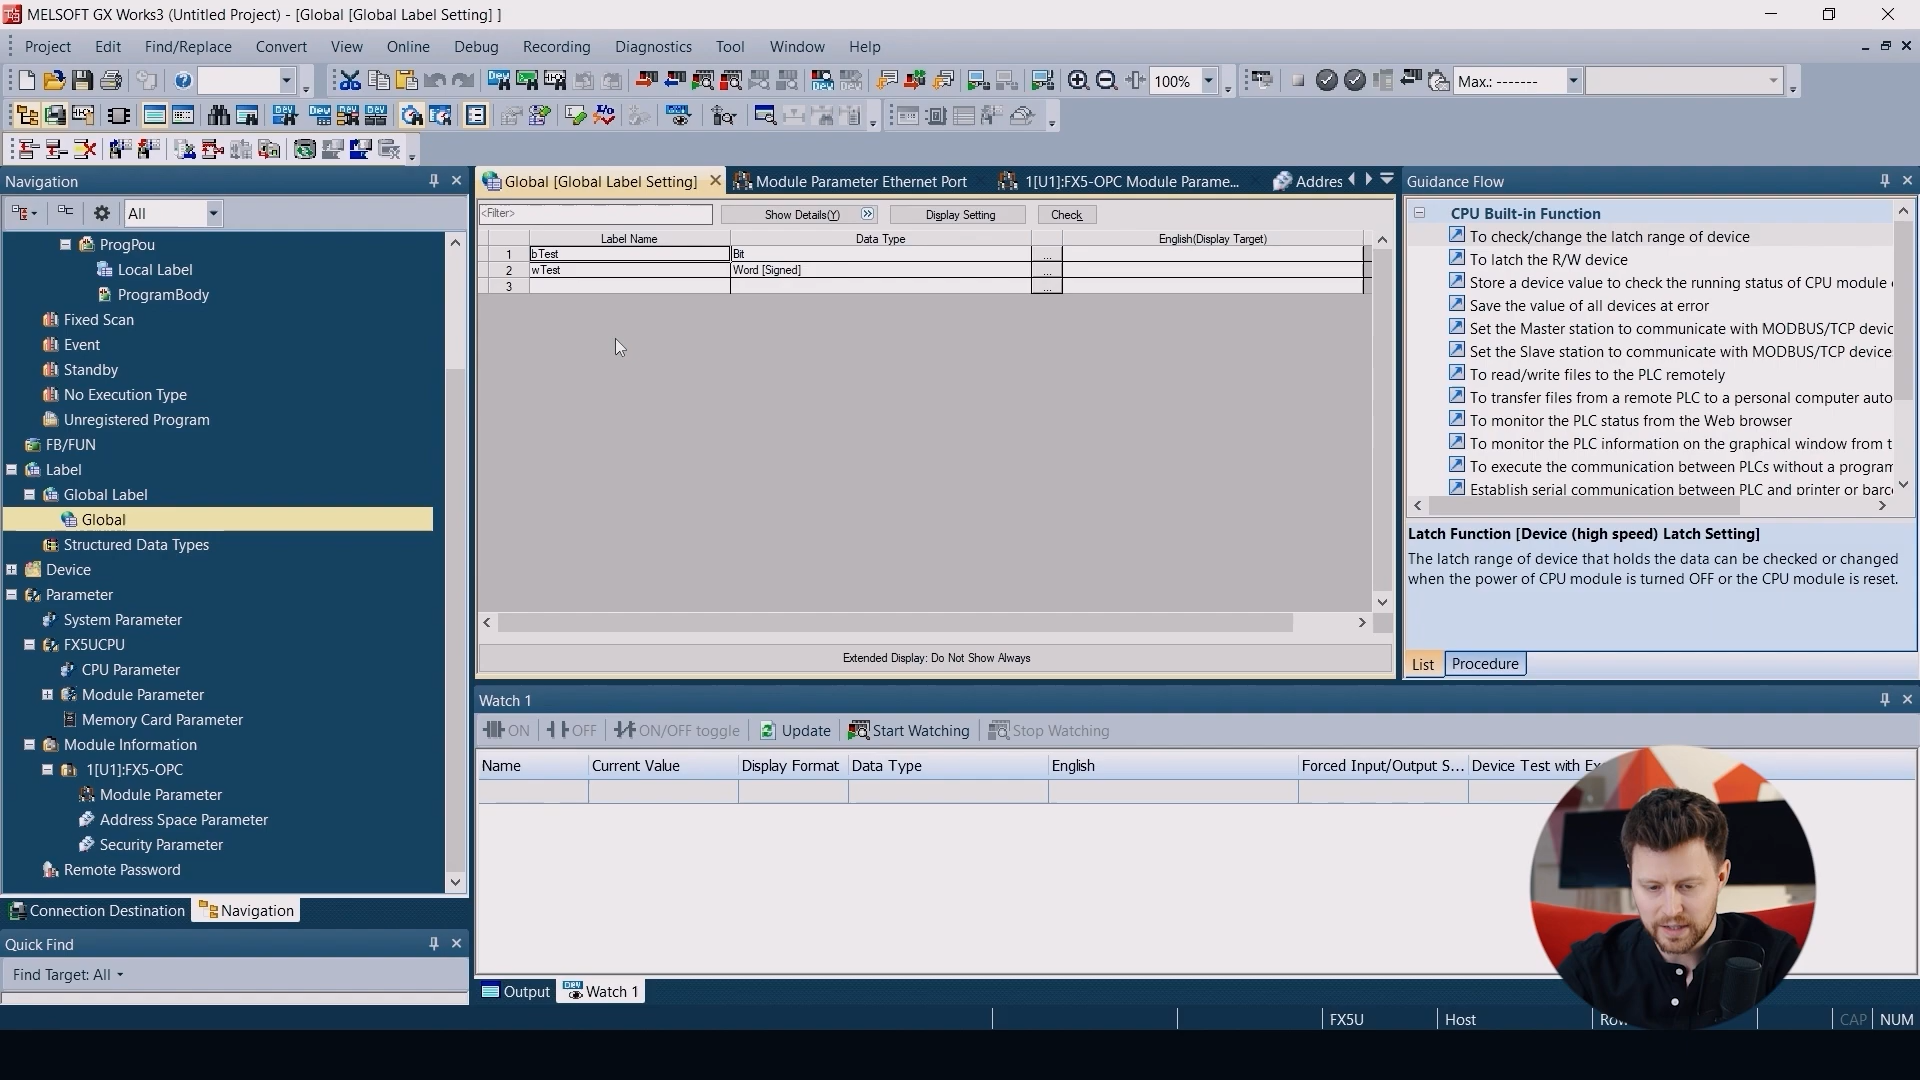 MELSOFT GX Works3 (Untitled Project) - [Global [Global Label Setting] ]
Project Edit Find/Replace Convert View Online Debug Recording Diagnostics Tool Window Help
100% Max.: -------
Navigation
All
ProgPou
Local Label
ProgramBody
Fixed Scan
Event
Standby
No Execution Type
Unregistered Program
FB/FUN
Label
Global Label
Global
Structured Data Types
Device
Parameter
System Parameter
FX5UCPU
CPU Parameter
Module Parameter
Memory Card Parameter
Module Information
1[U1]:FX5-OPC
Module Parameter
Address Space Parameter
Security Parameter
Remote Password
Connection Destination Navigation
Quick Find
Find Target: All
Global [Global Label Setting] Module Parameter Ethernet Port 1[U1]:FX5-OPC Module Parame... Addres
<Filter> Show Details(Y) Display Setting Check
Label Name Data Type English(Display Target)
1 bTest Bit ...
2 wTest Word [Signed] ...
3 ...
Extended Display: Do Not Show Always
Guidance Flow
CPU Built-in Function
To check/change the latch range of device
To latch the R/W device
Store a device value to check the running status of CPU module
Save the value of all devices at error
Set the Master station to communicate with MODBUS/TCP devic
Set the Slave station to communicate with MODBUS/TCP device
To read/write files to the PLC remotely
To transfer files from a remote PLC to a personal computer auto
To monitor the PLC status from the Web browser
To monitor the PLC information on the graphical window from t
To execute the communication between PLCs without a program
Establish serial communication between PLC and printer or barc
Latch Function [Device (high speed) Latch Setting]
The latch range of device that holds the data can be checked or changed
when the power of CPU module is turned OFF or the CPU module is reset.
List Procedure
Watch 1
ON OFF ON/OFF toggle Update Start Watching Stop Watching
Name Current Value Display Format Data Type English Forced Input/Output S... Device Test with Ex
Output Watch 1
FX5U Host CAP NUM